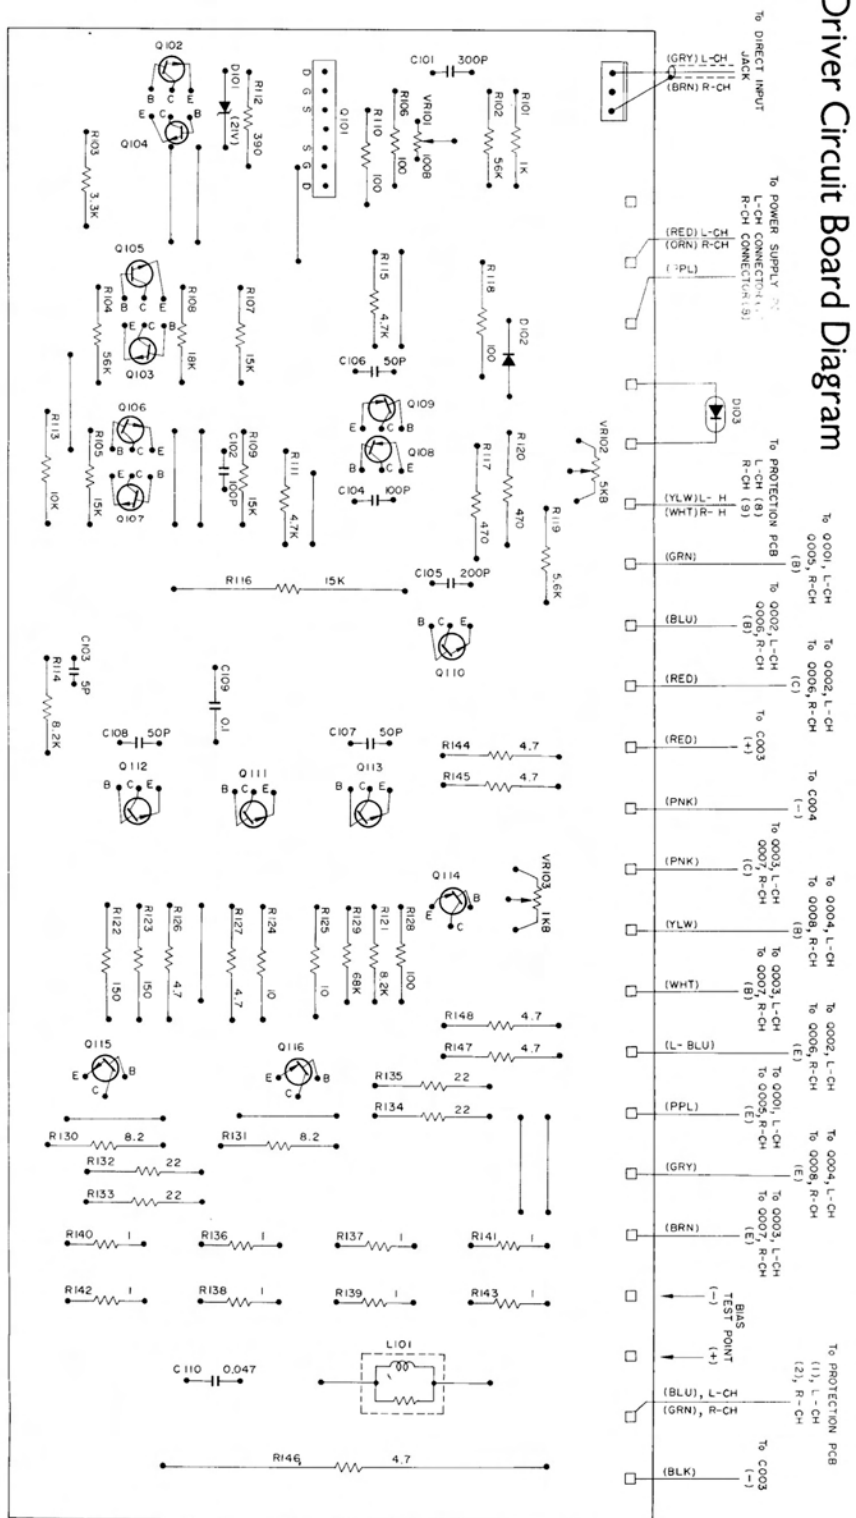 Driver Circuit Board Diagram
To DIRECT INPUT
JACK
(GRY) L-CH
(BRN) R-CH
To POWER SUPPLY
L-CH CONNECTOR
R-CH CONNECTOR (8)
(RED) L-CH
(ORN) R-CH
D103
To PROTECTION PCB
L-CH (8)
R-CH (9)
(YLW) L- H
(WHT) R- H
To Q001, L-CH
Q005, R-CH
(B)
(GRN)
To Q002, L-CH
Q006, R-CH
(B)
(BLU)
To Q002, L-CH
Q006, R-CH
(C)
(RED)
To C003
(+)
(RED)
To C004
(-)
(PNK)
To Q003, L-CH
Q007, R-CH
(C)
(PNK)
To Q004, L-CH
Q008, R-CH
(B)
(YLW)
To Q003, L-CH
Q007, R-CH
(B)
(WHT)
To Q002, L-CH
Q006, R-CH
(E)
(L-BLU)
To Q001, L-CH
Q005, R-CH
(E)
(PPL)
To Q004, L-CH
Q008, R-CH
(E)
(GRY)
To Q003, L-CH
Q007, R-CH
(E)
(BRN)
BIAS
TEST POINT
(-)
(+)
To PROTECTION PCB
(1), L-CH
(2), R-CH
(BLU), L-CH
(GRN), R-CH
To C003
(-)
(BLK)
Q102
B C E
E C B
Q104
D101
(21V)
R112
390
D G S S G D
Q101
C101 300P
R110
100
R106
100
VR101
100B
R102
56K
R101
1K
R103
3.3K
Q105
B C E
E C B
Q103
R104
56K
R108
18K
R107
15K
R115
4.7K
R118
100
D102
C106 50P
Q109
E C B
B C E
Q108
C104 100P
R113
10K
Q106
B C E
E C B
Q107
R105
15K
C102
100P
R109
15K
R111
4.7K
R117
470
R120
470
VR102
5KB
R119
5.6K
R116 15K
C105 200P
B C E
Q110
C103
5P
R114
8.2K
C109
0.1
C108 50P
C107 50P
Q112
B C E
Q111
B C E
Q113
B C E
R144 4.7
R145 4.7
Q114
E C B
VR103
1KB
R122
150
R123
150
R126
4.7
R127
4.7
R124
10
R125
10
R129
68K
R121
8.2K
R128
100
R148 4.7
R147 4.7
Q115
E C B
Q116
E C B
R135 22
R134 22
R130 8.2
R131 8.2
R132 22
R133 22
R140 1
R136 1
R137 1
R141 1
R142 1
R138 1
R139 1
R143 1
C110 0.047
L101
R146 4.7